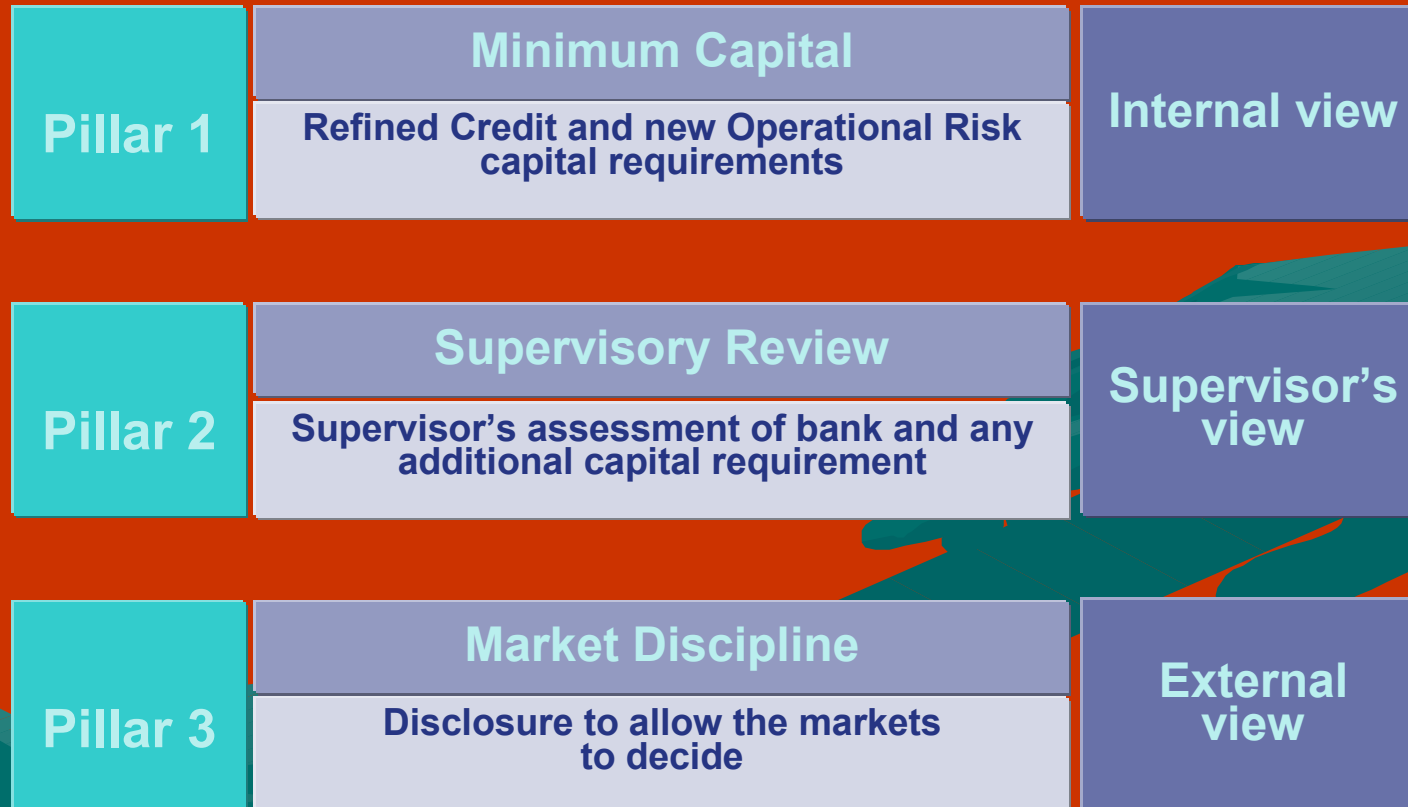 Pillar 1
Minimum Capital
Refined Credit and new Operational Risk
capital requirements
Internal view
Pillar 2
Supervisory Review
Supervisor’s assessment of bank and any
additional capital requirement
Supervisor’s
view
Pillar 3
Market Discipline
Disclosure to allow the markets
to decide
External
view